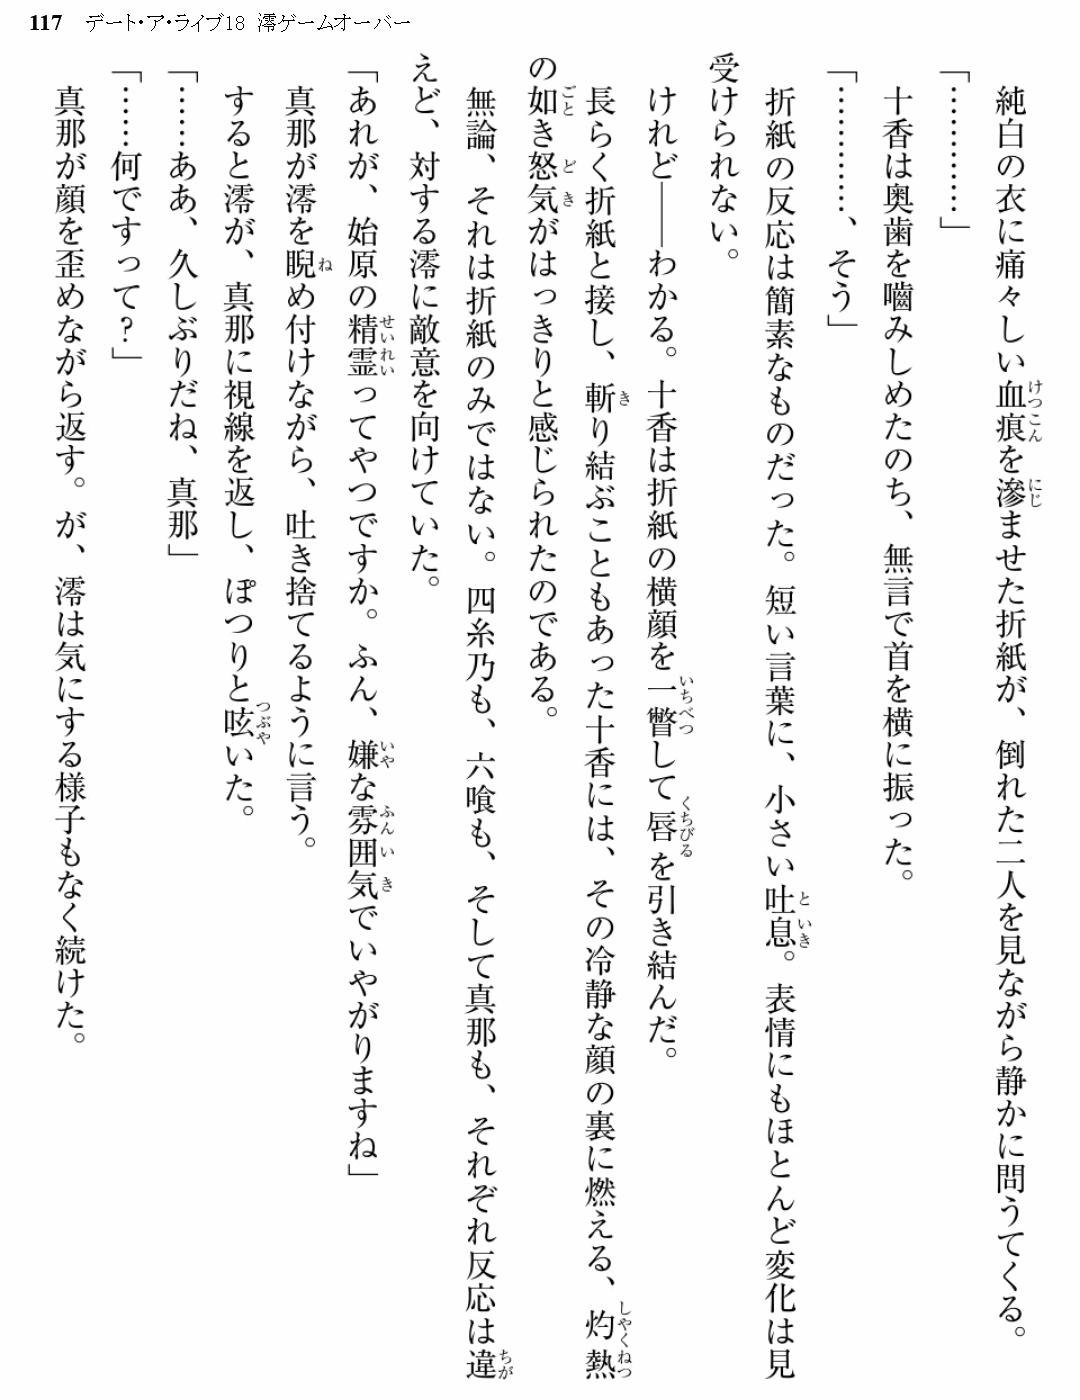 117 デート・ア・ライブ18 澪ゲームオーバー
純白の衣に痛々しい血痕を滲ませた折紙が、倒れた二人を見ながら静かに問うてくる。
「…………」
十香は奥歯を嚙みしめたのち、無言で首を横に振った。
「…………、そう」
折紙の反応は簡素なものだった。短い言葉に、小さい吐息。表情にもほとんど変化は見
受けられない。
けれど――わかる。十香は折紙の横顔を一瞥して唇を引き結んだ。
長らく折紙と接し、斬り結ぶこともあった十香には、その冷静な顔の裏に燃える、灼熱
の如き怒気がはっきりと感じられたのである。
無論、それは折紙のみではない。四糸乃も、六喰も、そして真那も、それぞれ反応は違
えど、対する澪に敵意を向けていた。
「あれが、始原の精霊ってやつですか。ふん、嫌な雰囲気でいやがりますね」
真那が澪を睨め付けながら、吐き捨てるように言う。
すると澪が、真那に視線を返し、ぽつりと呟いた。
「……ああ、久しぶりだね、真那」
「……何ですって?」
真那が顔を歪めながら返す。が、澪は気にする様子もなく続けた。